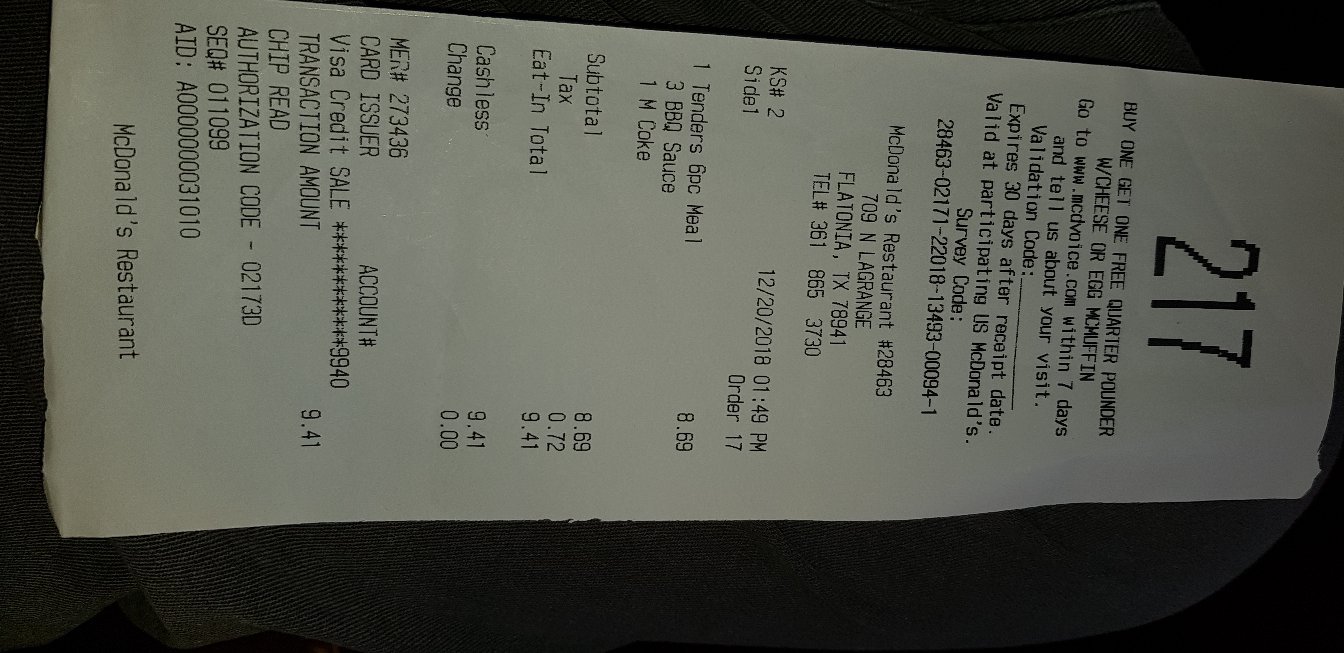 217
BUY ONE GET ONE FREE QUARTER POUNDER
W/CHEESE OR EGG MCMUFFIN
Go to www.mcdvoice.com within 7 days
and tell us about your visit.
Validation Code:__________
Expires 30 days after receipt date.
Valid at participating US McDonald's.
Survey Code:
28463-02171-22018-13493-00094-1
McDonald's Restaurant #28463
709 N LAGRANGE
FLATONIA, TX 78941
TEL# 361 865 3730
KS# 2 12/20/2018 01:49 PM
Side1 Order 17
1 Tenders 6pc Meal 8.69
3 BBQ Sauce
1 M Coke
Subtotal 8.69
Tax 0.72
Eat-In Total 9.41
Cashless 9.41
Change 0.00
MER# 273436
CARD ISSUER ACCOUNT#
Visa Credit SALE ************9940
TRANSACTION AMOUNT 9.41
CHIP READ
AUTHORIZATION CODE - 02173D
SEQ# 011099
AID: A0000000031010
McDonald's Restaurant